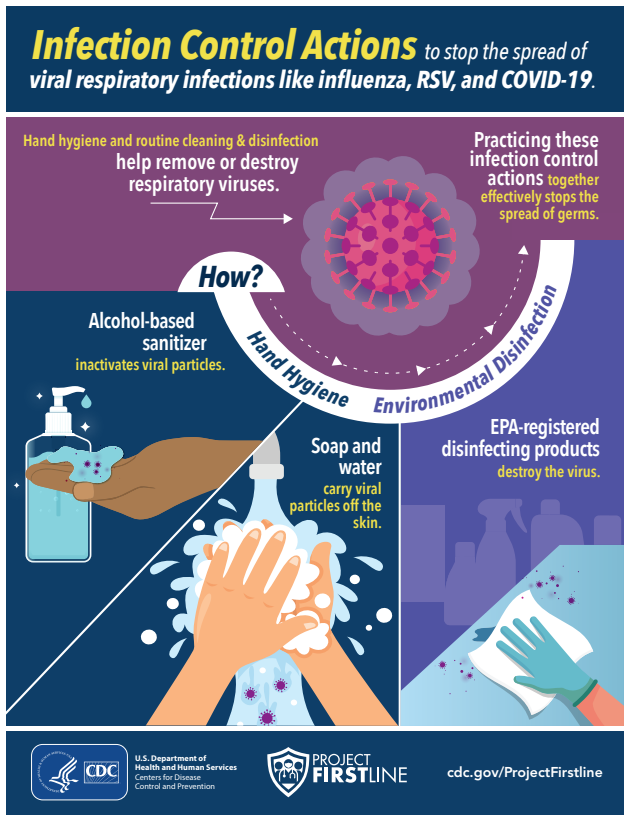 Infection Control Actions to stop the spread of
viral respiratory infections like influenza, RSV, and COVID-19.
Hand hygiene and routine cleaning & disinfection
help remove or destroy
respiratory viruses.
Practicing these
infection control
actions together
effectively stops the
spread of germs.
How?
Hand Hygiene
Environmental Disinfection
Alcohol-based
sanitizer
inactivates viral particles.
Soap and
water
carry viral
particles off the
skin.
EPA-registered
disinfecting products
destroy the virus.
CDC
U.S. Department of
Health and Human Services
Centers for Disease
Control and Prevention
PROJECT
FIRSTLINE
cdc.gov/ProjectFirstline